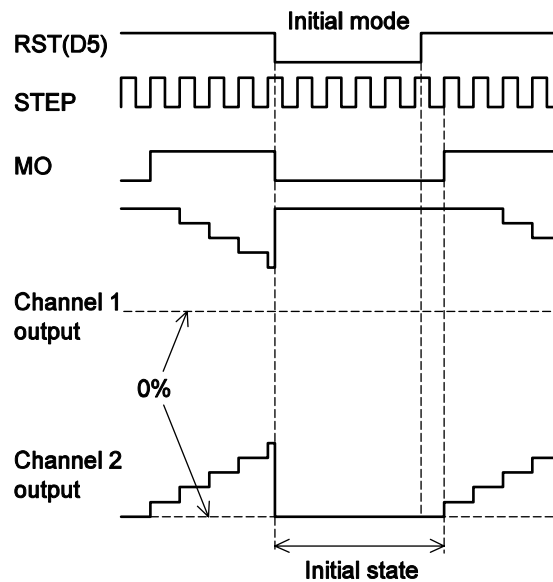 Initial mode
RST(D5)
STEP
MO
Channel 1
output
0%
Channel 2
output
Initial state